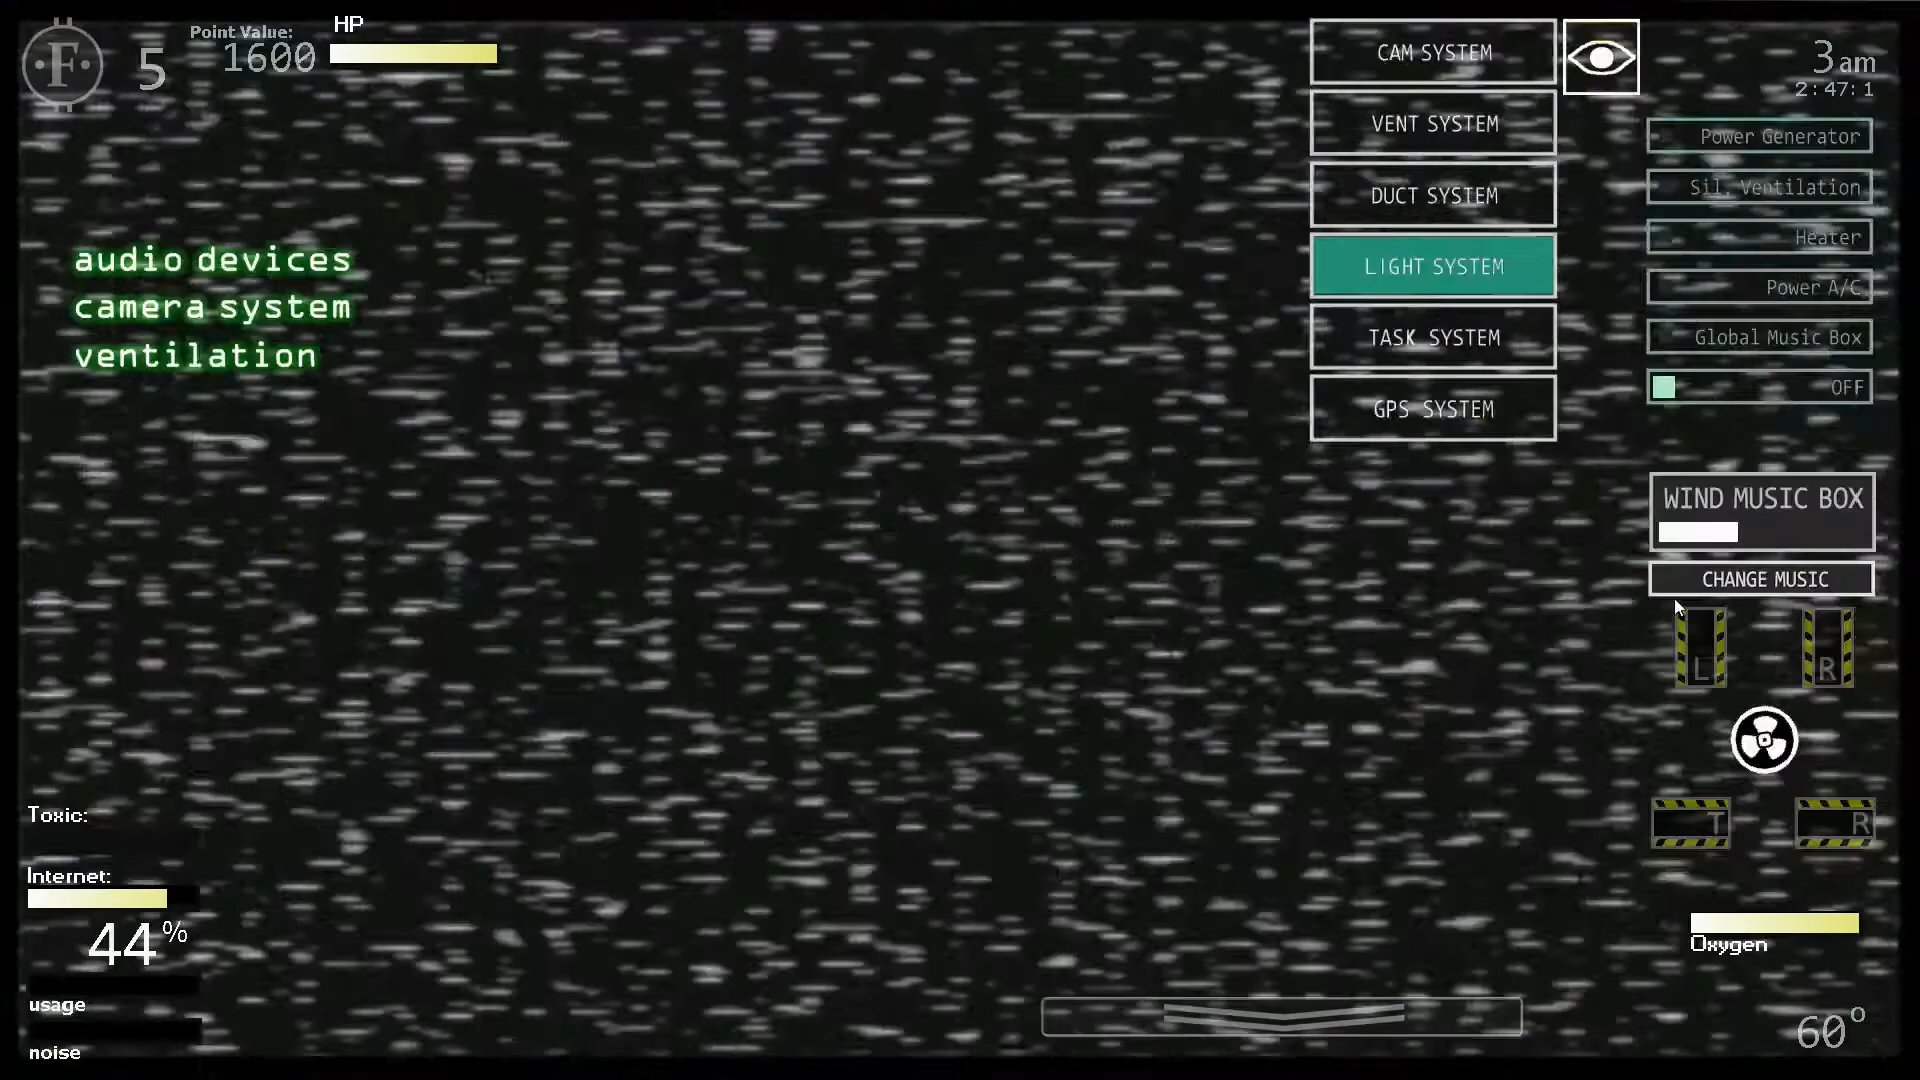 F
5
Point Value:
1600
HP
CAM SYSTEM
VENT SYSTEM
DUCT SYSTEM
LIGHT SYSTEM
TASK SYSTEM
GPS SYSTEM
3 am
2:47:1
Power Generator
Sil. Ventilation
Heater
Power A/C
Global Music Box
OFF
audio devices
camera system
ventilation
WIND MUSIC BOX
CHANGE MUSIC
L R
T R
Toxic:
Internet:
44%
usage
noise
Oxygen
60°